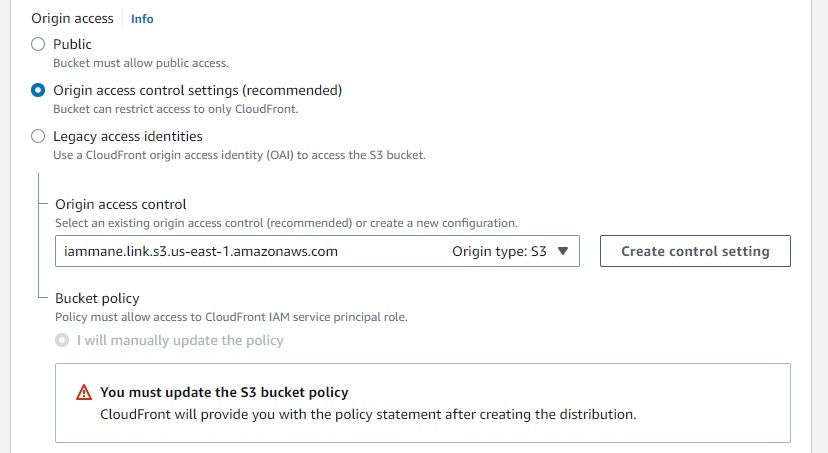 Origin access Info
Public
Bucket must allow public access.
Origin access control settings (recommended)
Bucket can restrict access to only CloudFront.
Legacy access identities
Use a CloudFront origin access identity (OAI) to access the S3 bucket.
Origin access control
Select an existing origin access control (recommended) or create a new configuration.
iammane.link.s3.us-east-1.amazonaws.com Origin type: S3 Create control setting
Bucket policy
Policy must allow access to CloudFront IAM service principal role.
I will manually update the policy
You must update the S3 bucket policy
CloudFront will provide you with the policy statement after creating the distribution.